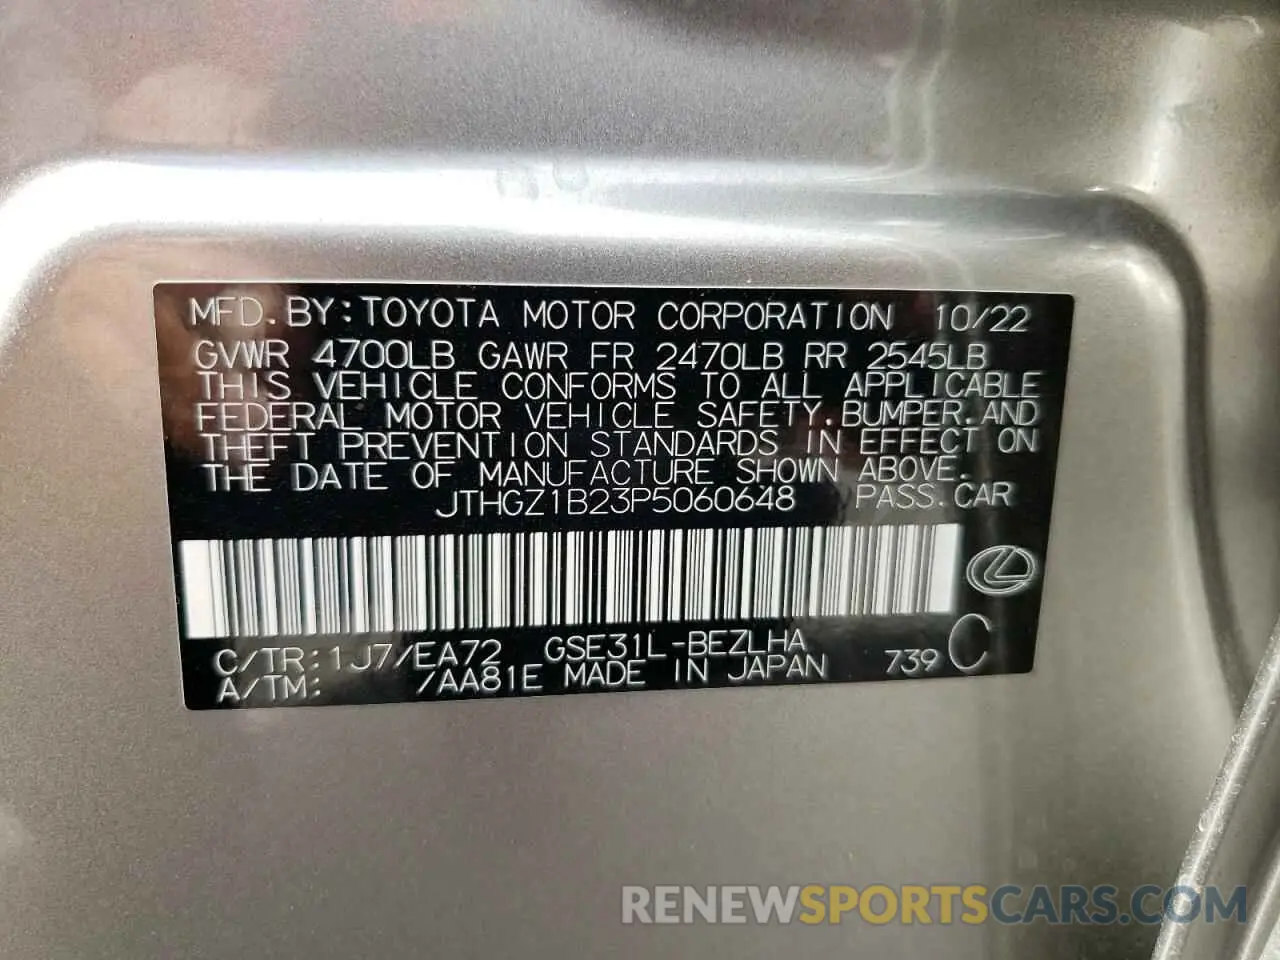 MFD. BY: TOYOTA MOTOR CORPORATION 10/22
GVWR 4700LB GAWR FR 2470LB RR 2545LB
THIS VEHICLE CONFORMS TO ALL APPLICABLE
FEDERAL MOTOR VEHICLE SAFETY.BUMPER.AND
THEFT PREVENTION STANDARDS IN EFFECT ON
THE DATE OF MANUFACTURE SHOWN ABOVE.
JTHGZ1B23P5060648 PASS.CAR
C/TR:1J7/EA72 GSE31L-BEZLHA
A/TM: /AA81E MADE IN JAPAN 739 C
RENEWSPORTSCARS.COM